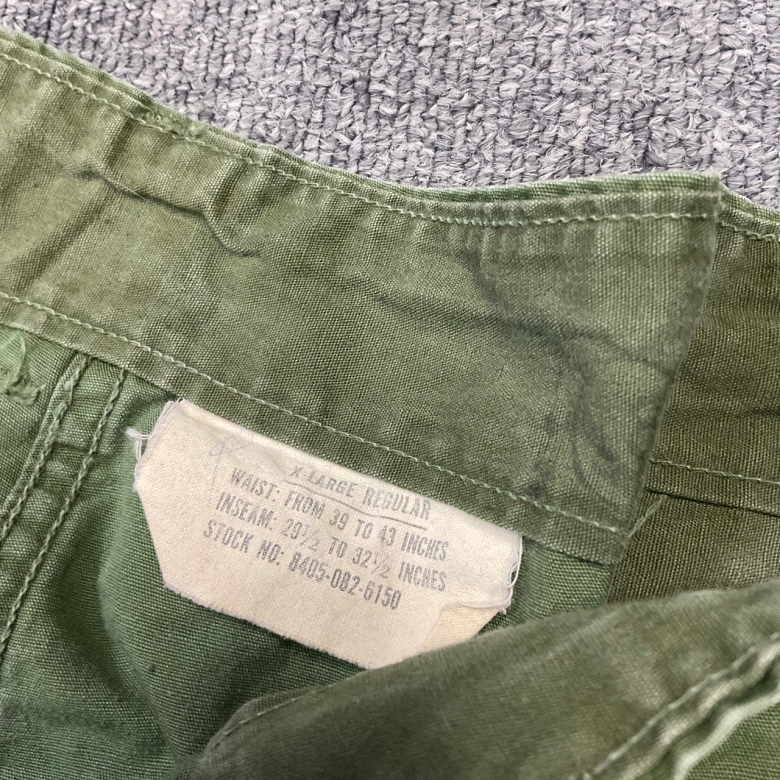 X-LARGE REGULAR
WAIST: FROM 39 TO 43 INCHES
INSEAM: 29½ TO 32½ INCHES
STOCK NO: 8405-082-6150